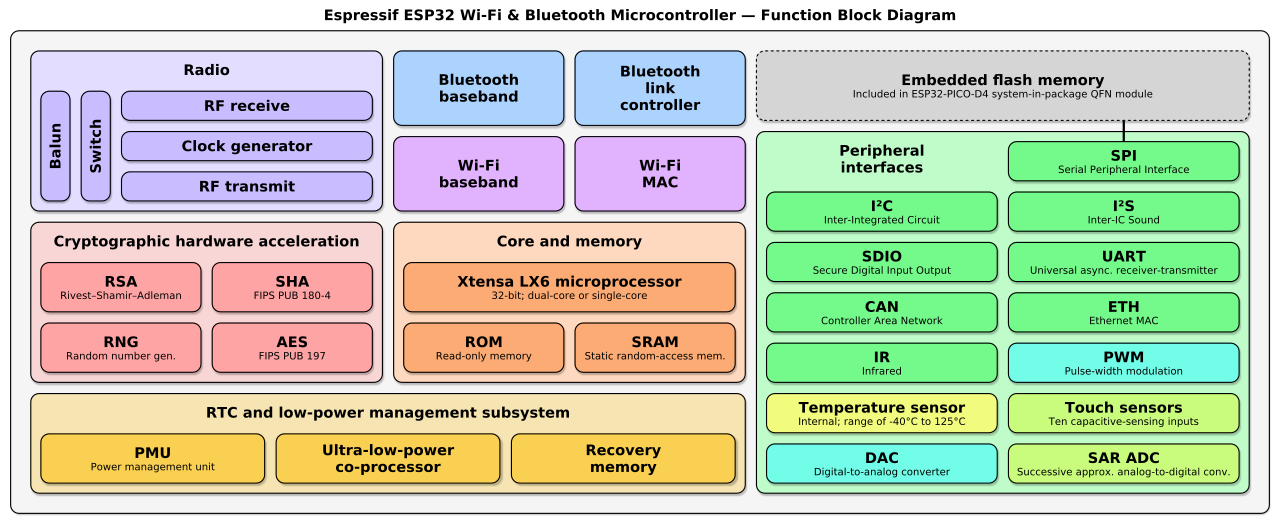 Espressif ESP32 Wi-Fi & Bluetooth Microcontroller — Function Block Diagram
Radio
Balun
Switch
RF receive
Clock generator
RF transmit
Bluetooth
baseband
Bluetooth
link
controller
Wi-Fi
baseband
Wi-Fi
MAC
Embedded flash memory
Included in ESP32-PICO-D4 system-in-package QFN module
Cryptographic hardware acceleration
RSA
Rivest–Shamir–Adleman
SHA
FIPS PUB 180-4
RNG
Random number gen.
AES
FIPS PUB 197
Core and memory
Xtensa LX6 microprocessor
32-bit; dual-core or single-core
ROM
Read-only memory
SRAM
Static random-access mem.
RTC and low-power management subsystem
PMU
Power management unit
Ultra-low-power
co-processor
Recovery
memory
Peripheral
interfaces
SPI
Serial Peripheral Interface
I²C
Inter-Integrated Circuit
I²S
Inter-IC Sound
SDIO
Secure Digital Input Output
UART
Universal async. receiver-transmitter
CAN
Controller Area Network
ETH
Ethernet MAC
IR
Infrared
PWM
Pulse-width modulation
Temperature sensor
Internal; range of -40°C to 125°C
Touch sensors
Ten capacitive-sensing inputs
DAC
Digital-to-analog converter
SAR ADC
Successive approx. analog-to-digital conv.